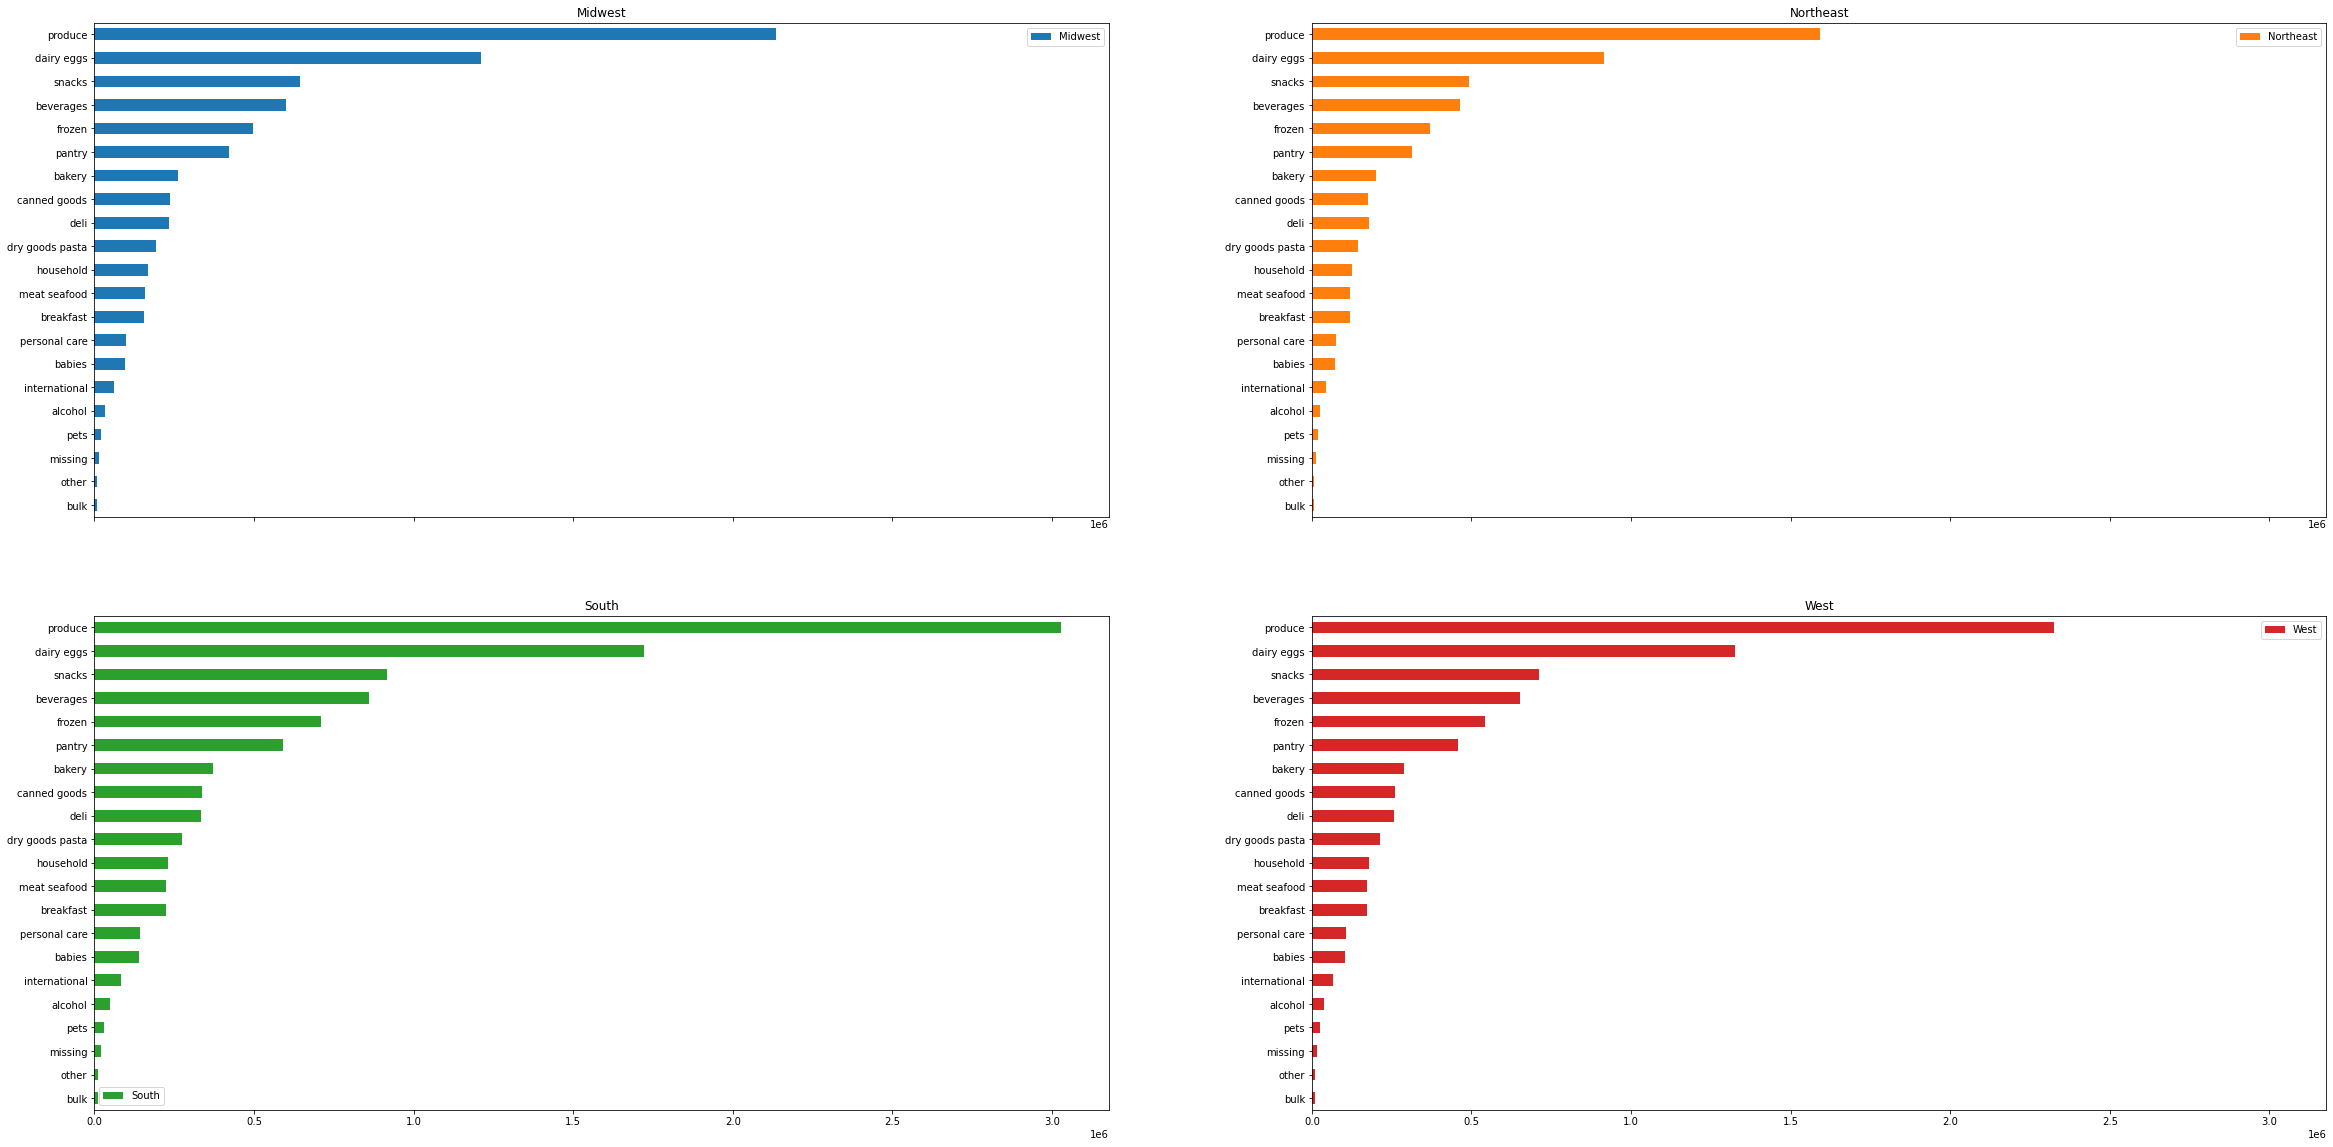 Midwest
produce
dairy eggs
snacks
beverages
frozen
pantry
bakery
canned goods
deli
dry goods pasta
household
meat seafood
breakfast
personal care
babies
international
alcohol
pets
missing
other
bulk
Midwest
1e6
Northeast
produce
dairy eggs
snacks
beverages
frozen
pantry
bakery
canned goods
deli
dry goods pasta
household
meat seafood
breakfast
personal care
babies
international
alcohol
pets
missing
other
bulk
Northeast
1e6
South
produce
dairy eggs
snacks
beverages
frozen
pantry
bakery
canned goods
deli
dry goods pasta
household
meat seafood
breakfast
personal care
babies
international
alcohol
pets
missing
other
bulk
South
0.0 0.5 1.0 1.5 2.0 2.5 3.0
1e6
West
produce
dairy eggs
snacks
beverages
frozen
pantry
bakery
canned goods
deli
dry goods pasta
household
meat seafood
breakfast
personal care
babies
international
alcohol
pets
missing
other
bulk
West
0.0 0.5 1.0 1.5 2.0 2.5 3.0
1e6